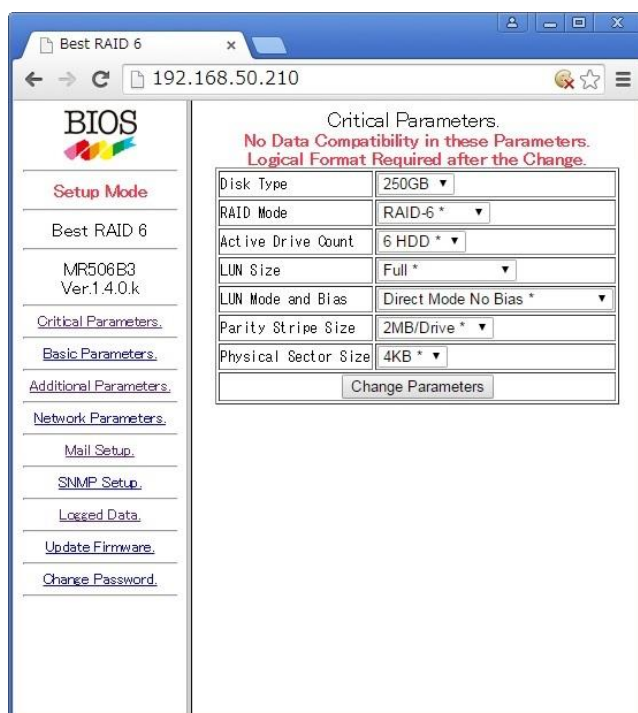 Best RAID 6
192.168.50.210
BIOS
Setup Mode
Best RAID 6
MR506B3
Ver.1.4.0.k
Critical Parameters.
Basic Parameters.
Additional Parameters.
Network Parameters.
Mail Setup.
SNMP Setup.
Logged Data.
Update Firmware.
Change Password.
Critical Parameters.
No Data Compatibility in these Parameters.
Logical Format Required after the Change.
Disk Type 250GB
RAID Mode RAID-6 *
Active Drive Count 6 HDD *
LUN Size Full *
LUN Mode and Bias Direct Mode No Bias *
Parity Stripe Size 2MB/Drive *
Physical Sector Size 4KB *
Change Parameters